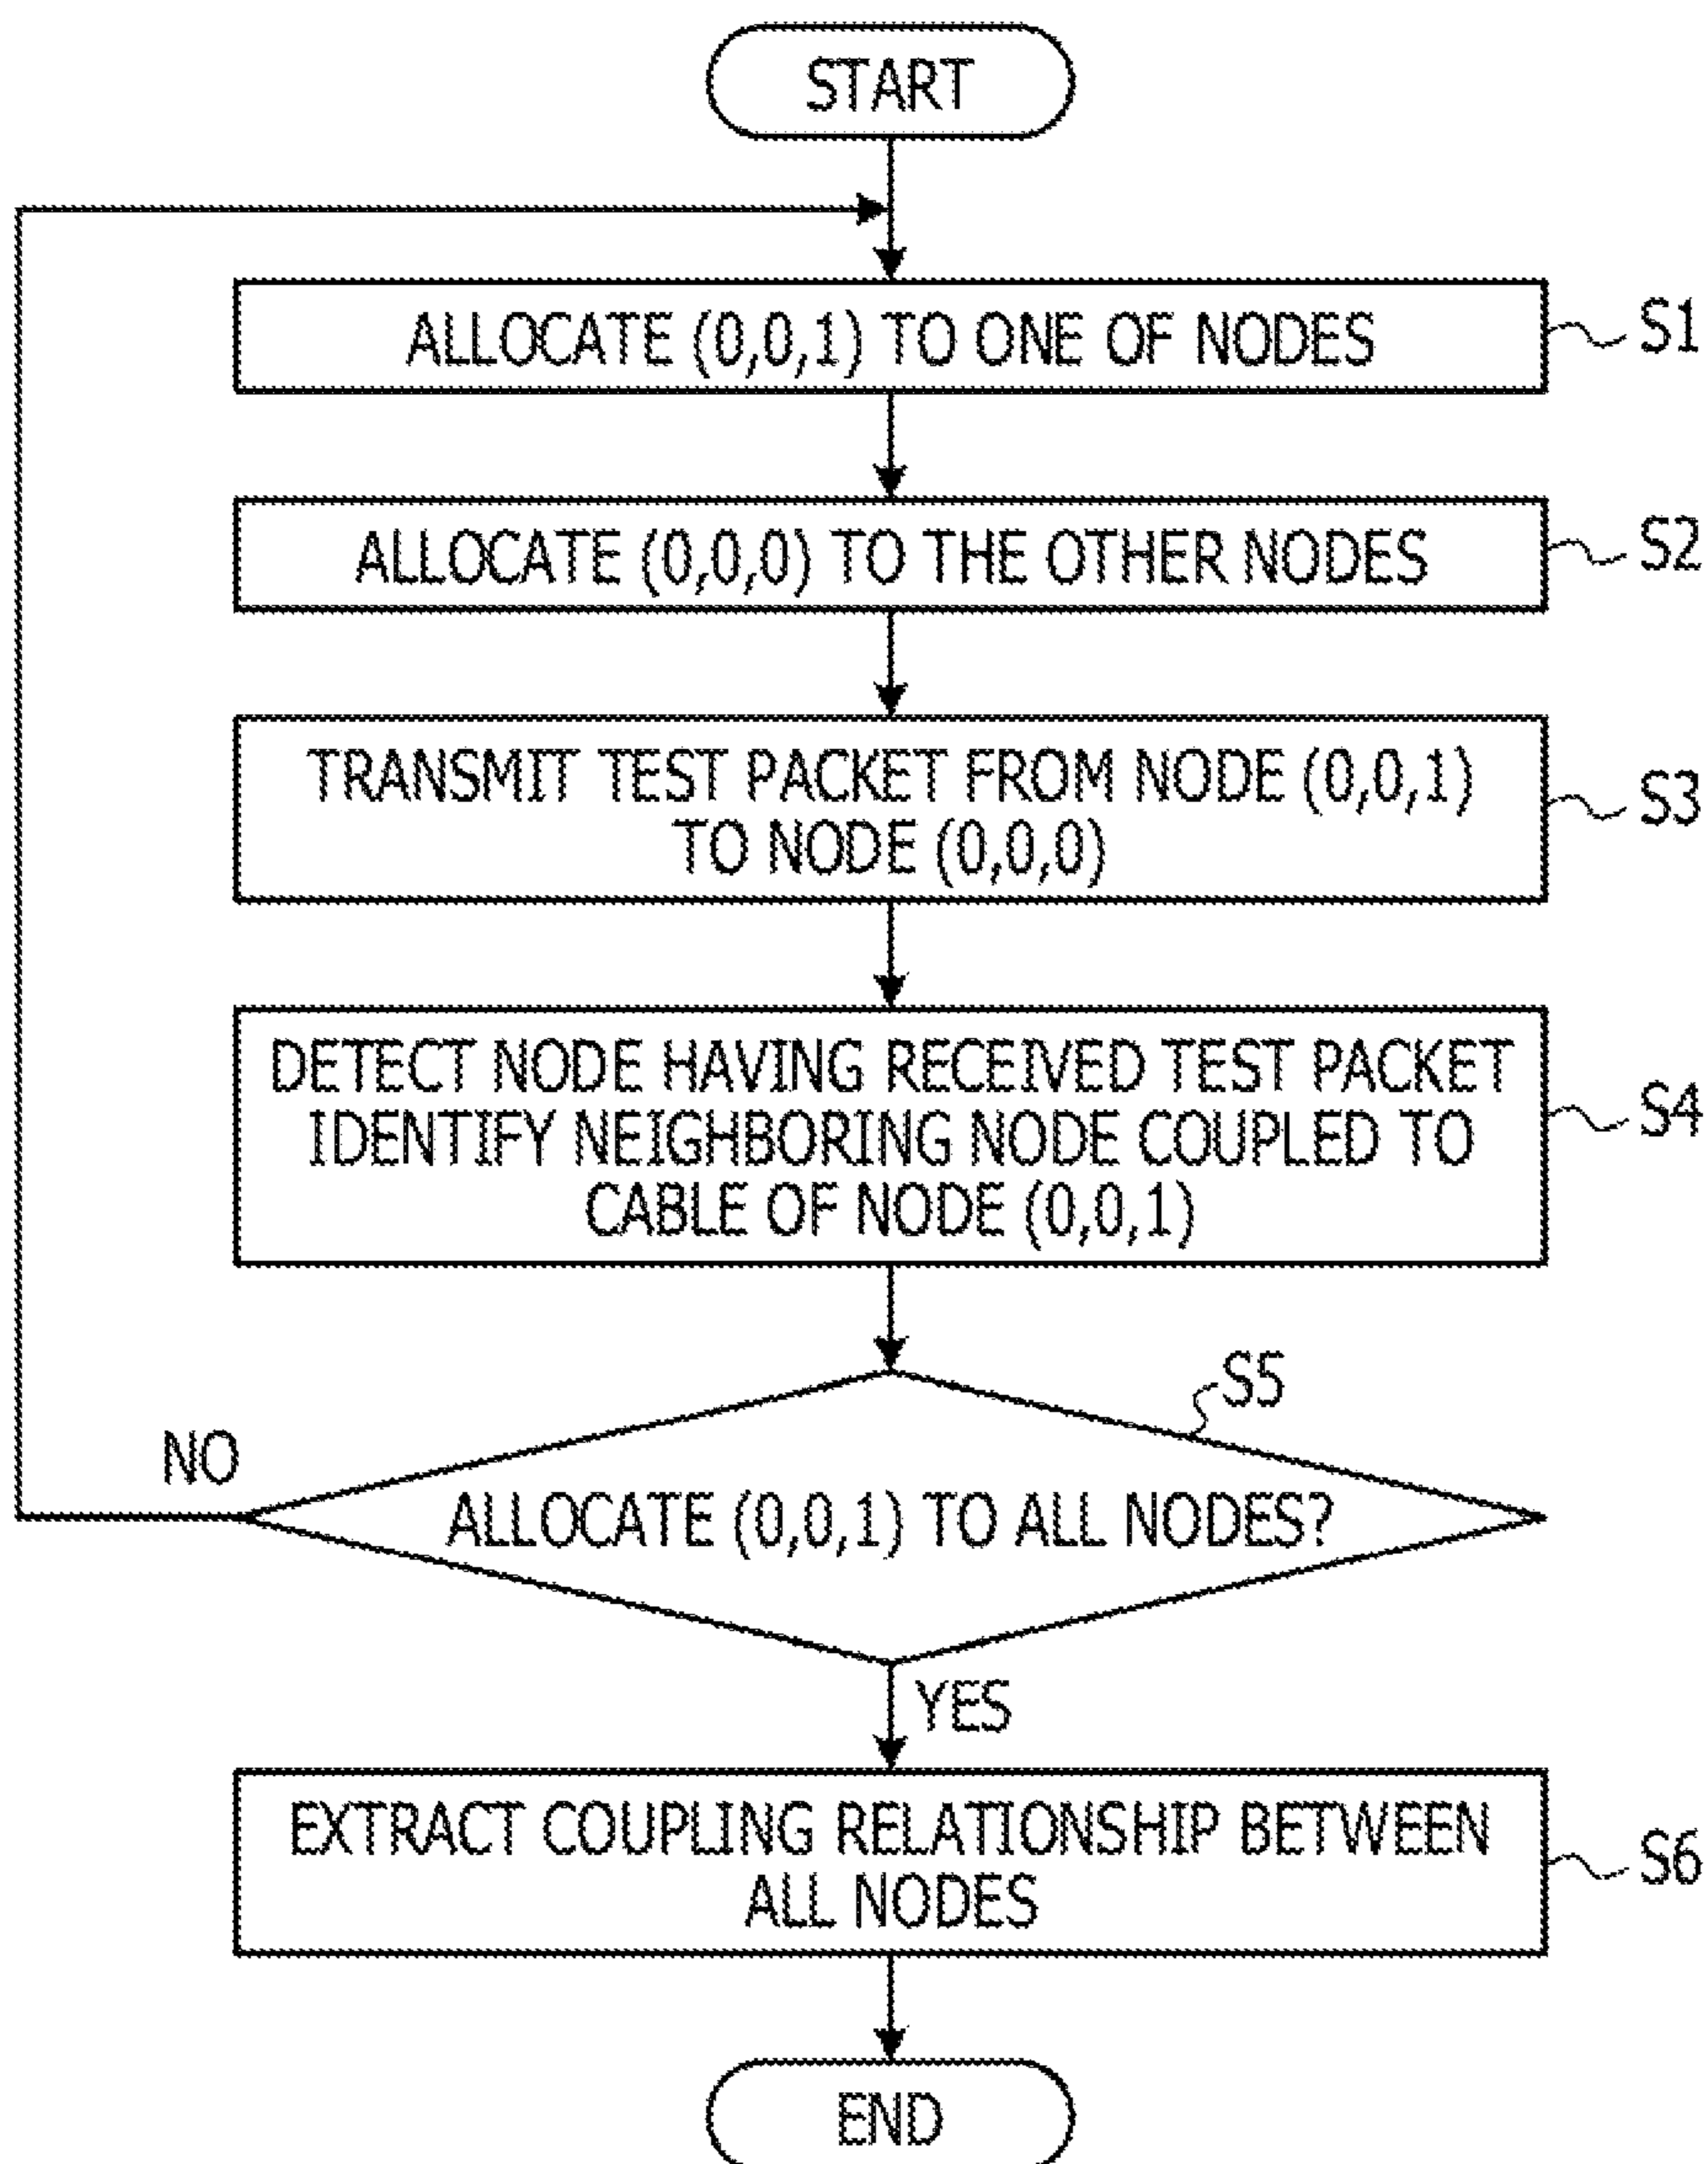 START
ALLOCATE (0,0,1) TO ONE OF NODES
S1
ALLOCATE (0,0,0) TO THE OTHER NODES
S2
TRANSMIT TEST PACKET FROM NODE (0,0,1)
TO NODE (0,0,0)
S3
DETECT NODE HAVING RECEIVED TEST PACKET
IDENTIFY NEIGHBORING NODE COUPLED TO
CABLE OF NODE (0,0,1)
S4
S5
NO
ALLOCATE (0,0,1) TO ALL NODES?
YES
EXTRACT COUPLING RELATIONSHIP BETWEEN
ALL NODES
S6
END